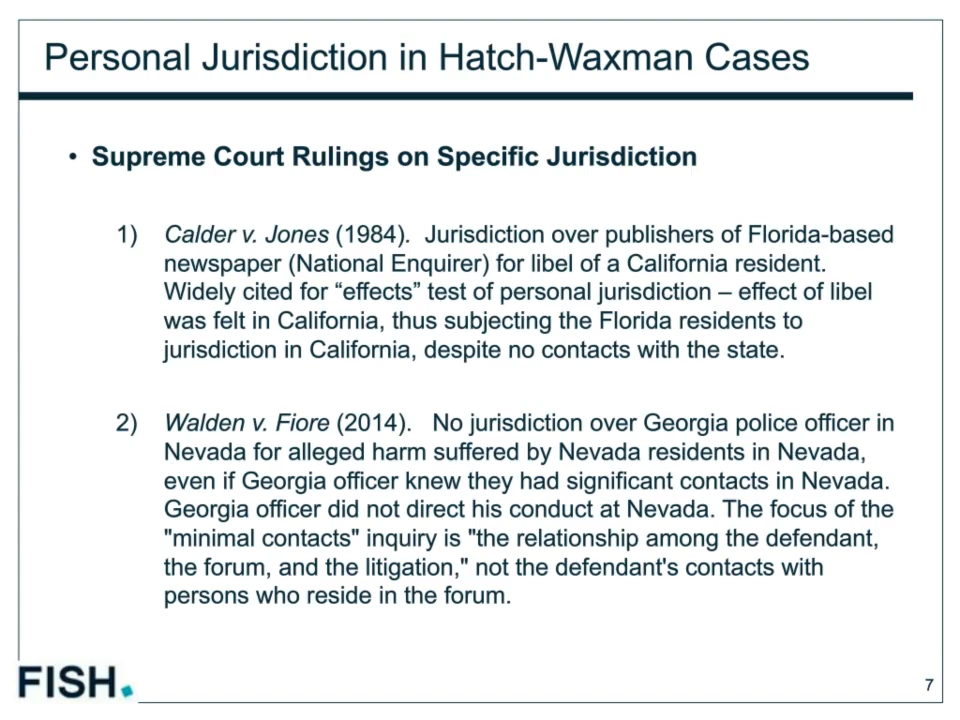 Personal Jurisdiction in Hatch-Waxman Cases
• Supreme Court Rulings on Specific Jurisdiction
1) Calder v. Jones (1984). Jurisdiction over publishers of Florida-based
newspaper (National Enquirer) for libel of a California resident.
Widely cited for “effects” test of personal jurisdiction – effect of libel
was felt in California, thus subjecting the Florida residents to
jurisdiction in California, despite no contacts with the state.
2) Walden v. Fiore (2014). No jurisdiction over Georgia police officer in
Nevada for alleged harm suffered by Nevada residents in Nevada,
even if Georgia officer knew they had significant contacts in Nevada.
Georgia officer did not direct his conduct at Nevada. The focus of the
"minimal contacts" inquiry is "the relationship among the defendant,
the forum, and the litigation," not the defendant's contacts with
persons who reside in the forum.
FISH.
7